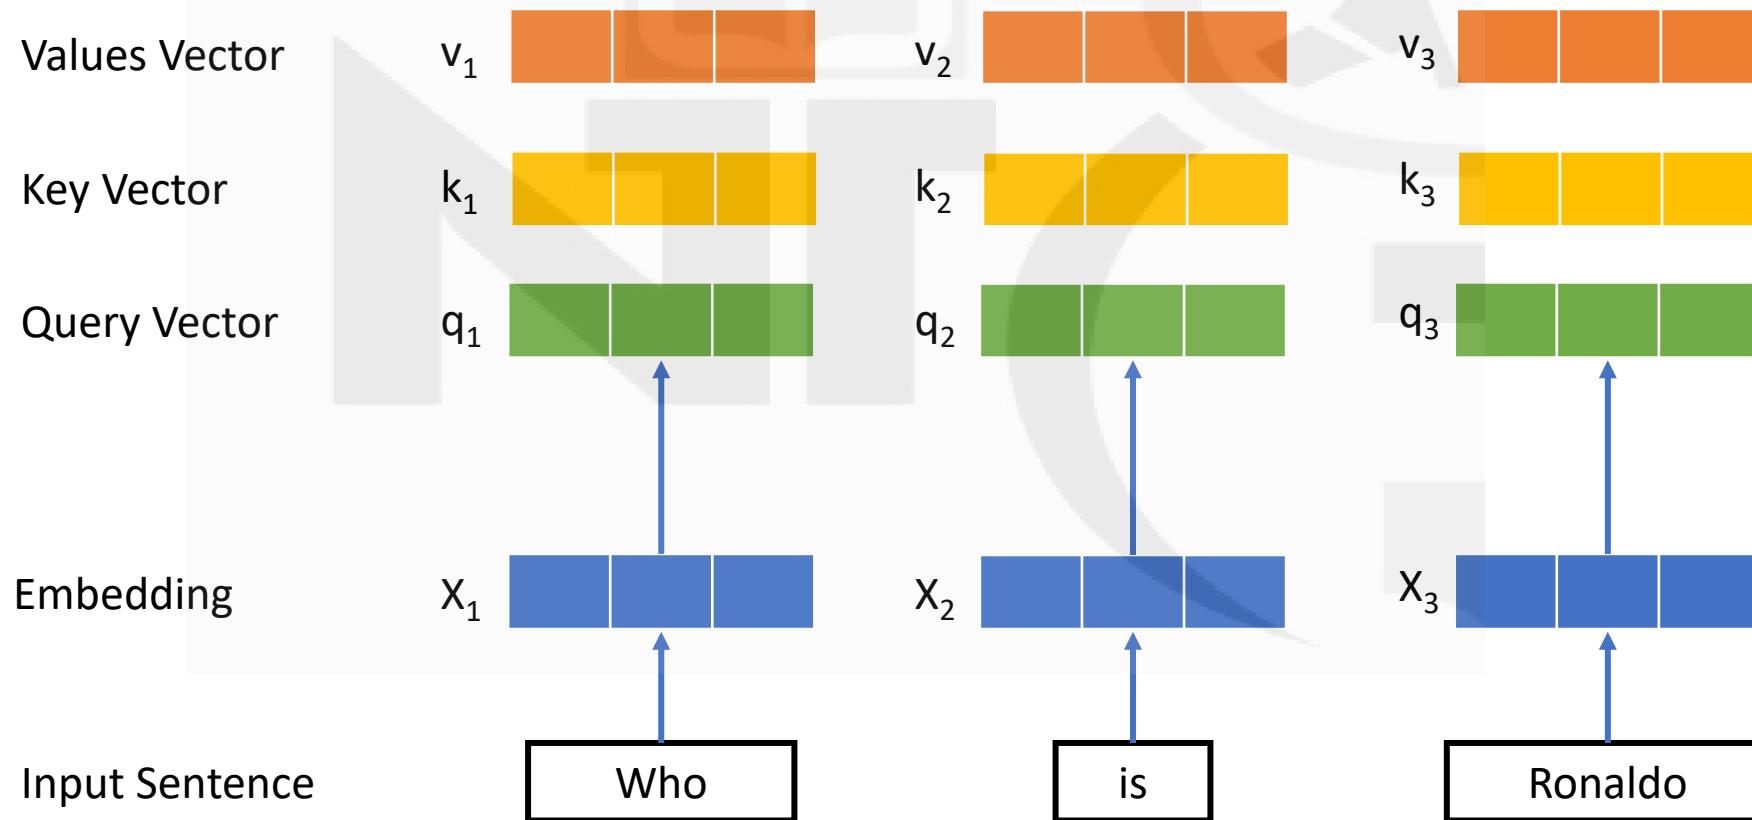 Values Vector v₁ v₂ v₃
Key Vector k₁ k₂ k₃
Query Vector q₁ q₂ q₃
Embedding X₁ X₂ X₃
Input Sentence Who is Ronaldo